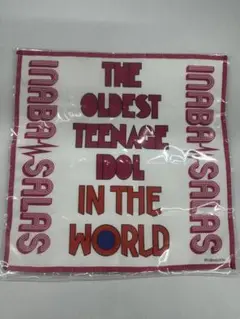 INABA SALAS
THE
OLDEST
TEENAGE
IDOL
IN THE
WORLD
INABA SALAS